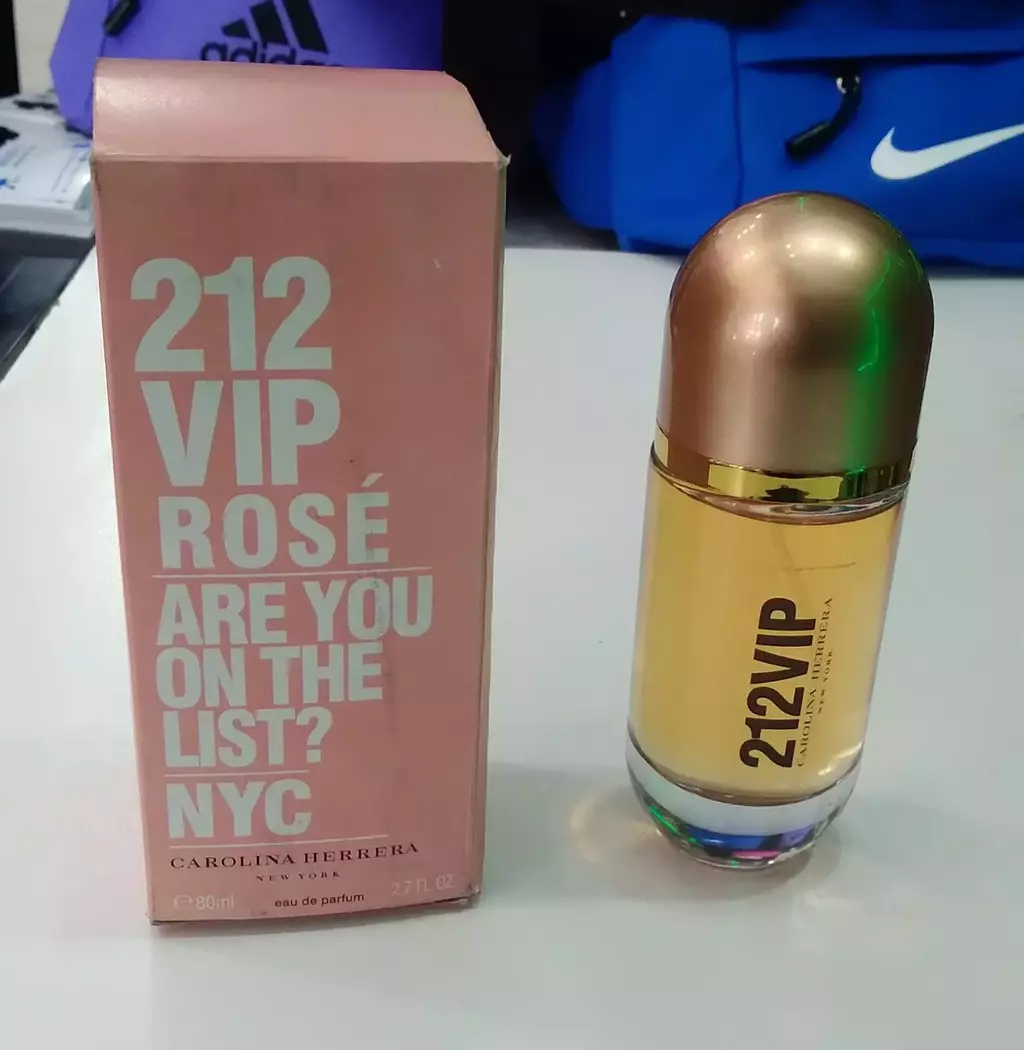 adidas
212
VIP
ROSÉ
ARE YOU
ON THE
LIST?
NYC
CAROLINA HERRERA
NEW YORK
℮80ml eau de parfum 2.7 FL OZ
212VIP
CAROLINA HERRERA
NEW YORK